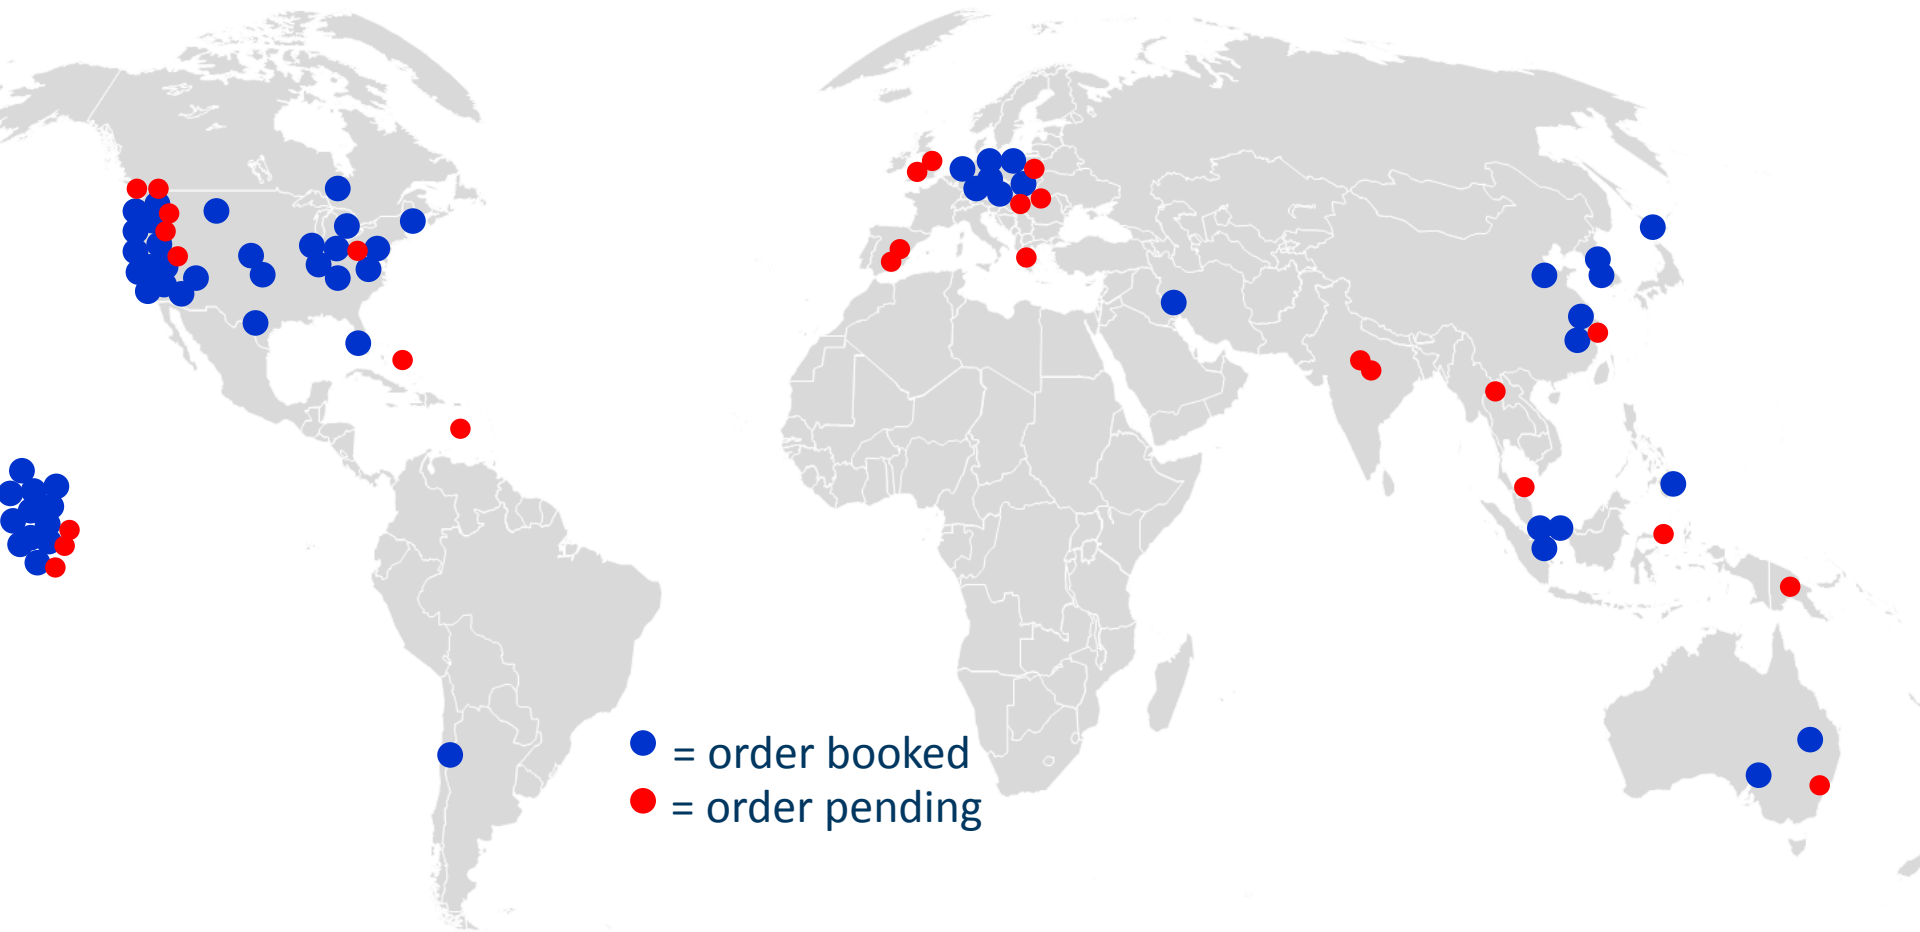 = order booked
= order pending